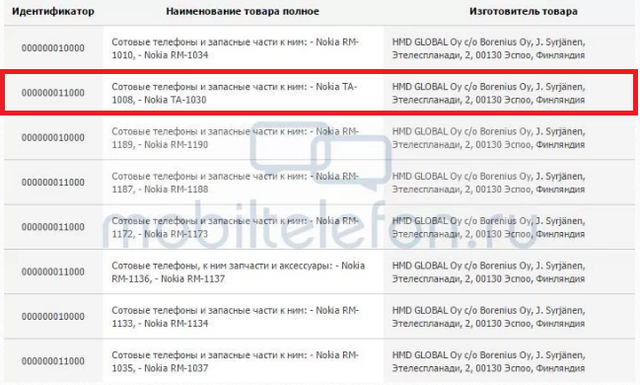 Идентификатор Наименование товара полное Изготовитель товара
000000010000 Сотовые телефоны и запасные части к ним: - Nokia RM- HMD GLOBAL Oy c/o Borenius Oy, J. Syrjänen,
1010, - Nokia RM-1034 Этелеспланади, 2, 00130 Эспоо, Финляндия
000000011000 Сотовые телефоны и запасные части к ним: - Nokia TA- HMD GLOBAL Oy c/o Borenius Oy, J. Syrjänen,
1008, - Nokia TA-1030 Этелеспланади, 2, 00130 Эспоо, Финляндия
000000010000 Сотовые телефоны и запасные части к ним: - Nokia RM- HMD GLOBAL Oy c/o Borenius Oy, J. Syrjänen,
1189, - Nokia RM-1190 Этелеспланади, 2, 00130 Эспоо, Финляндия
000000011000 Сотовые телефоны и запасные части к ним: - Nokia RM- HMD GLOBAL Oy c/o Borenius Oy, J. Syrjänen,
1187, - Nokia RM-1188 Этелеспланади, 2, 00130 Эспоо, Финляндия
mobiltelefon.ru
000000011000 Сотовые телефоны и запасные части к ним: - Nokia RM- HMD GLOBAL Oy c/o Borenius Oy, J. Syrjänen,
1172, - Nokia RM-1173 Этелеспланади, 2, 00130 Эспоо, Финляндия
000000011000 Сотовые телефоны, к ним запчасти и аксессуары: - Nokia HMD GLOBAL Oy c/o Borenius Oy, J. Syrjänen,
RM-1136, - Nokia RM-1137 Этелеспланади, 2, 00130 Эспоо, Финляндия
000000010000 Сотовые телефоны и запасные части к ним: - Nokia RM- HMD GLOBAL Oy c/o Borenius Oy, J. Syrjänen,
1133, - Nokia RM-1134 Этелеспланади, 2, 00130 Эспоо, Финляндия
000000011000 Сотовые телефоны и запасные части к ним: - Nokia RM- HMD GLOBAL Oy c/o Borenius Oy, J. Syrjänen,
1035, - Nokia RM-1037 Этелеспланади, 2, 00130 Эспоо, Финляндия